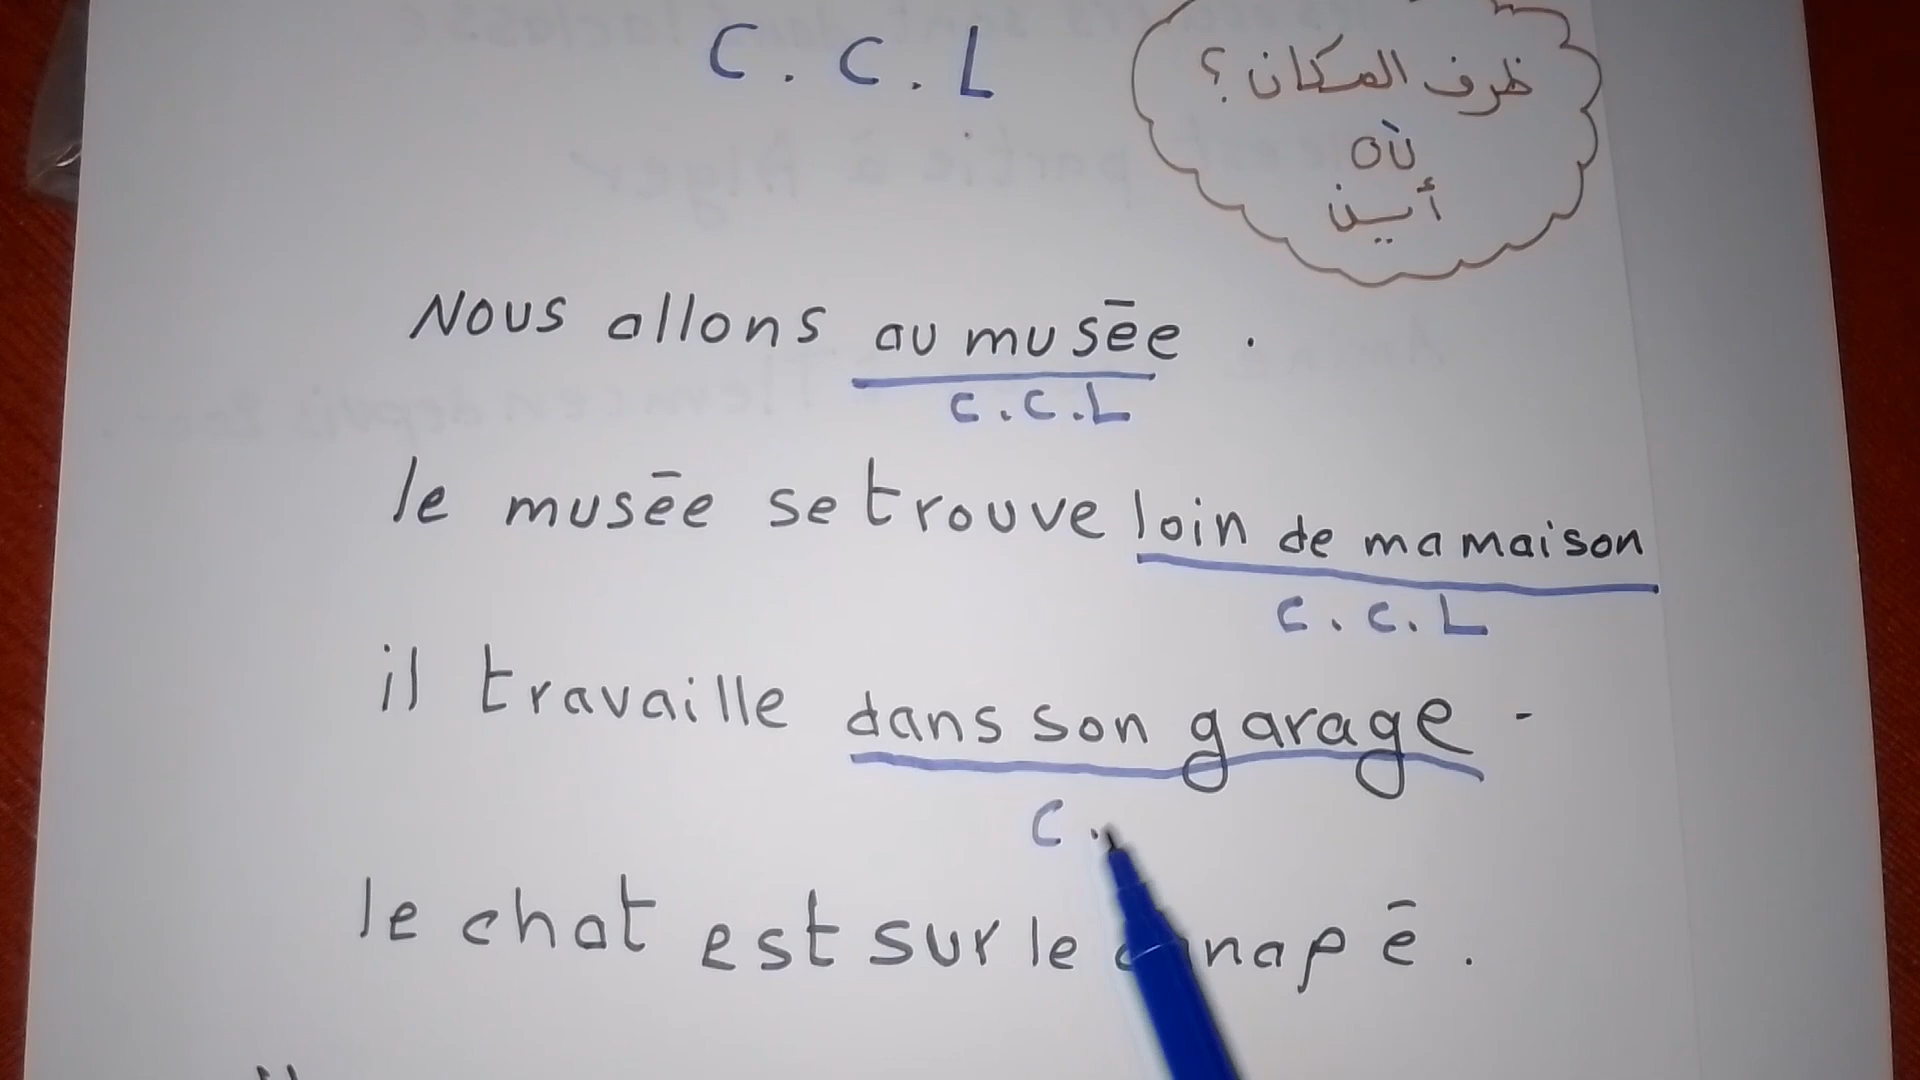 C.C.L
ظرف المكان؟
où
أين
Nous allons au musée.
C.C.L
le musée se trouve loin de ma maison
C.C.L
il travaille dans son garage.
C.
le chat est sur le canapé.